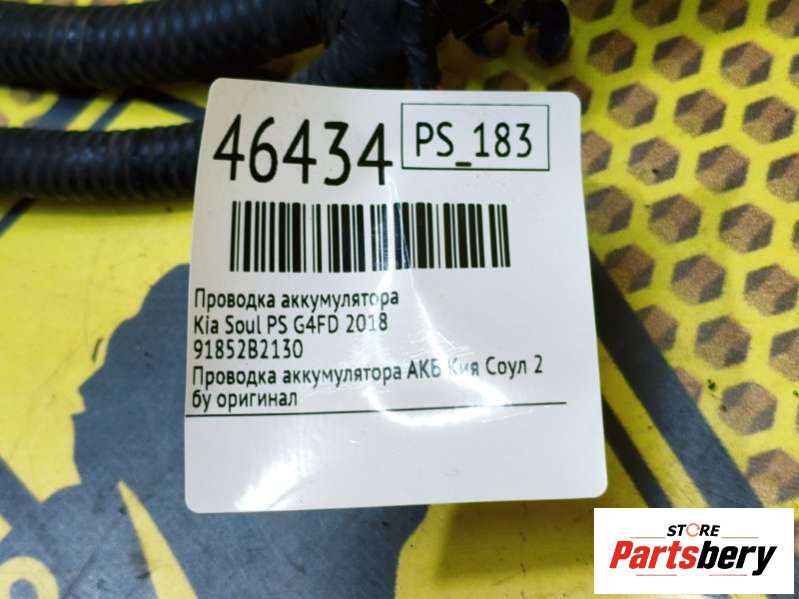 46434 PS_183
Проводка аккумулятора
Kia Soul PS G4FD 2018
91852B2130
Проводка аккумулятора АКБ Кия Соул 2
бу оригинал
STORE
Partsbery